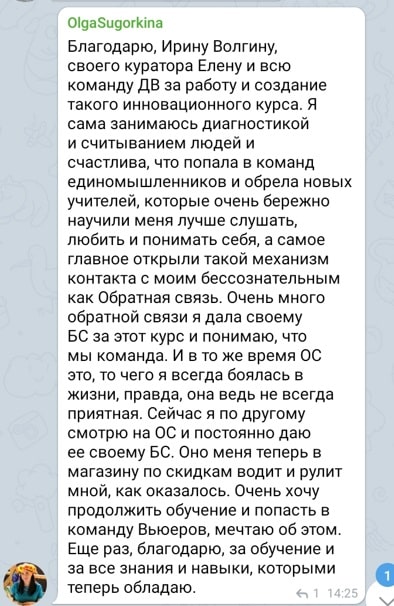 OlgaSugorkina
Благодарю, Ирину Волгину,
своего куратора Елену и всю
команду ДВ за работу и создание
такого инновационного курса. Я
сама занимаюсь диагностикой
и считыванием людей и
счастлива, что попала в команд
единомышленников и обрела новых
учителей, которые очень бережно
научили меня лучше слушать,
любить и понимать себя, а самое
главное открыли такой механизм
контакта с моим бессознательным
как Обратная связь. Очень много
обратной связи я дала своему
БС за этот курс и понимаю, что
мы команда. И в то же время ОС
это, то чего я всегда боялась в
жизни, правда, она ведь не всегда
приятная. Сейчас я по другому
смотрю на ОС и постоянно даю
ее своему БС. Оно меня теперь в
магазину по скидкам водит и рулит
мной, как оказалось. Очень хочу
продолжить обучение и попасть в
команду Вьюеров, мечтаю об этом.
Еще раз, благодарю, за обучение и
за все знания и навыки, которыми
теперь обладаю.
1 14:25
1